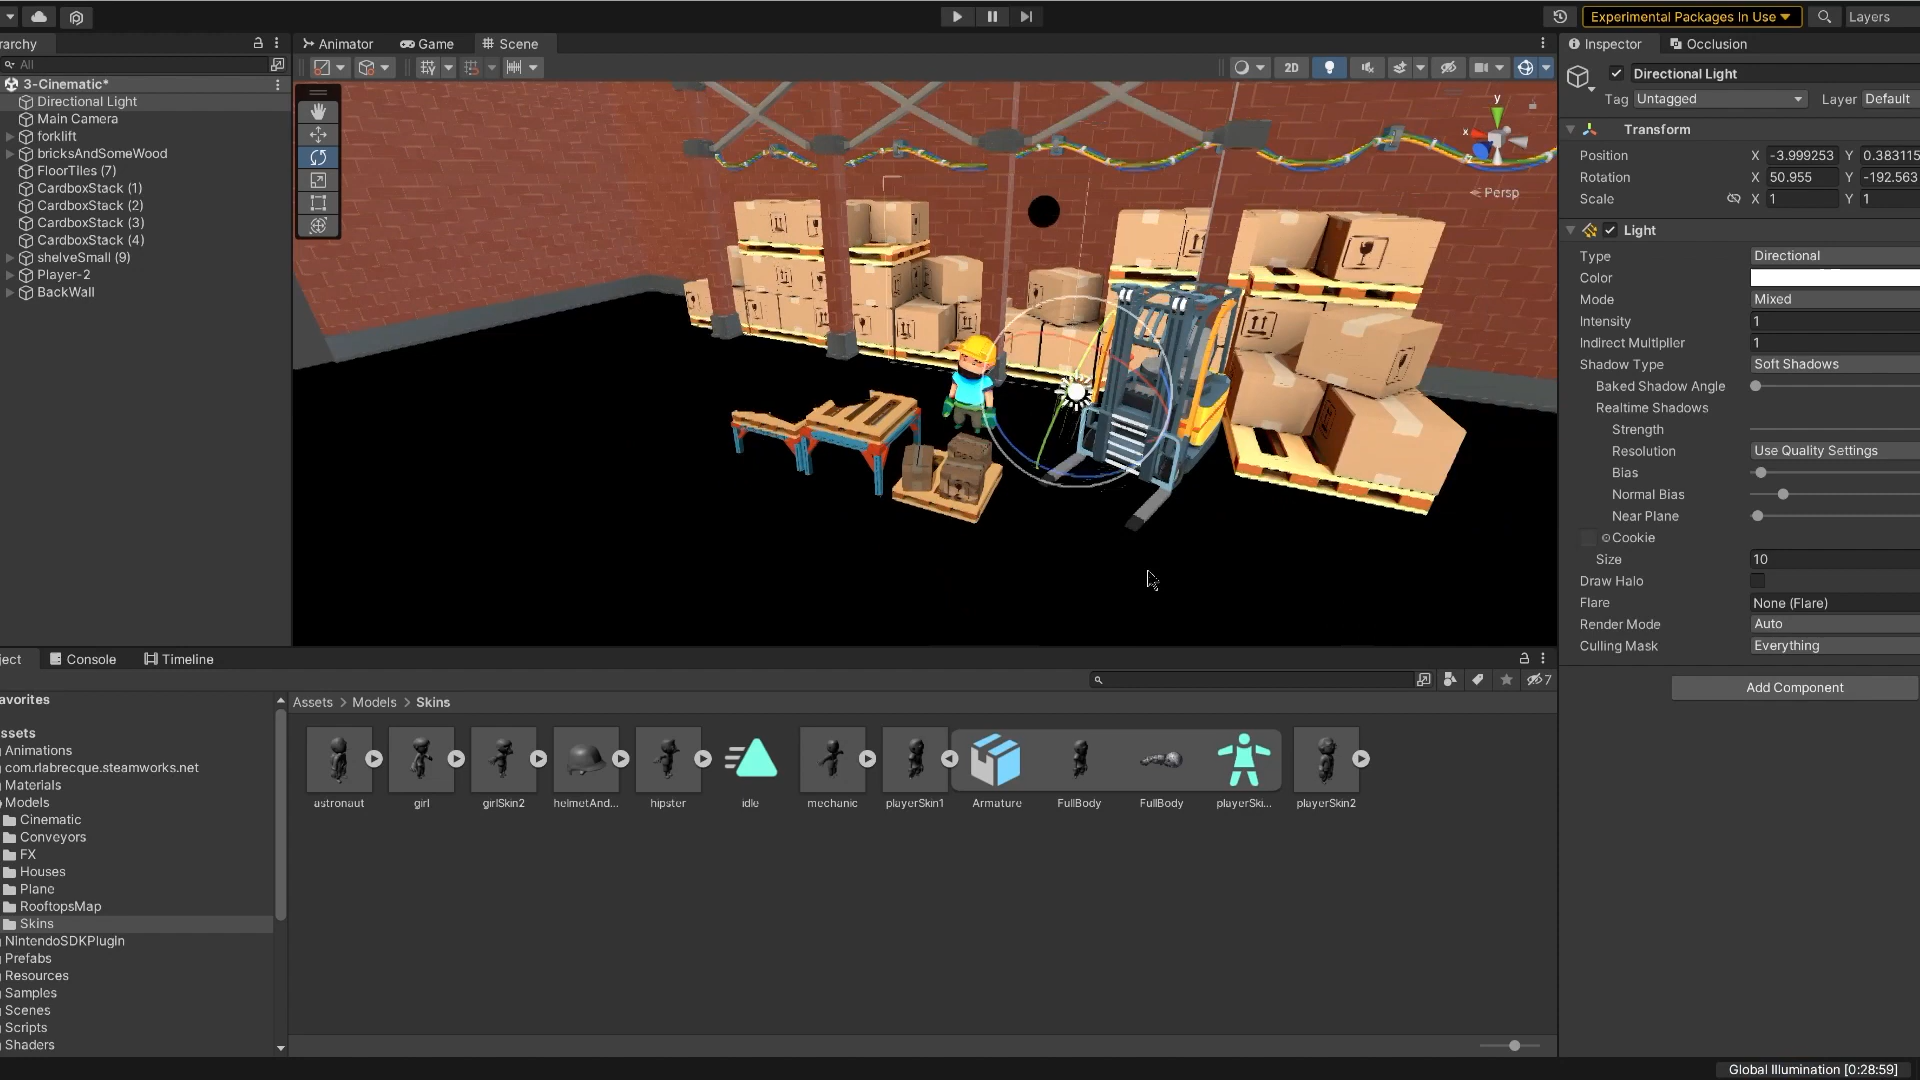 Experimental Packages In Use
Layers
rarchy
Animator
Game
Scene
Inspector
Occlusion
All
2D
3-Cinematic*
Directional Light
Main Camera
forklift
bricksAndSomeWood
FloorTIles (7)
CardboxStack (1)
CardboxStack (2)
CardboxStack (3)
CardboxStack (4)
shelveSmall (9)
Player-2
BackWall
y
x
Persp
Directional Light
Tag Untagged Layer Default
Transform
Position X -3.999253 Y 0.383115
Rotation X 50.955 Y -192.563
Scale X 1 Y 1
Light
Type Directional
Color
Mode Mixed
Intensity 1
Indirect Multiplier 1
Shadow Type Soft Shadows
Baked Shadow Angle
Realtime Shadows
Strength
Resolution Use Quality Settings
Bias
Normal Bias
Near Plane
Cookie
Size 10
Draw Halo
Flare None (Flare)
Render Mode Auto
Culling Mask Everything
Add Component
ject
Console
Timeline
7
avorites
ssets
Animations
com.rlabrecque.steamworks.net
Materials
Models
Cinematic
Conveyors
FX
Houses
Plane
RooftopsMap
Skins
NintendoSDKPlugin
Prefabs
Resources
Samples
Scenes
Scripts
Shaders
Assets > Models > Skins
astronaut
girl
girlSkin2
helmetAnd...
hipster
idle
mechanic
playerSkin1
Armature
FullBody
FullBody
playerSki...
playerSkin2
Global Illumination [0:28:59]